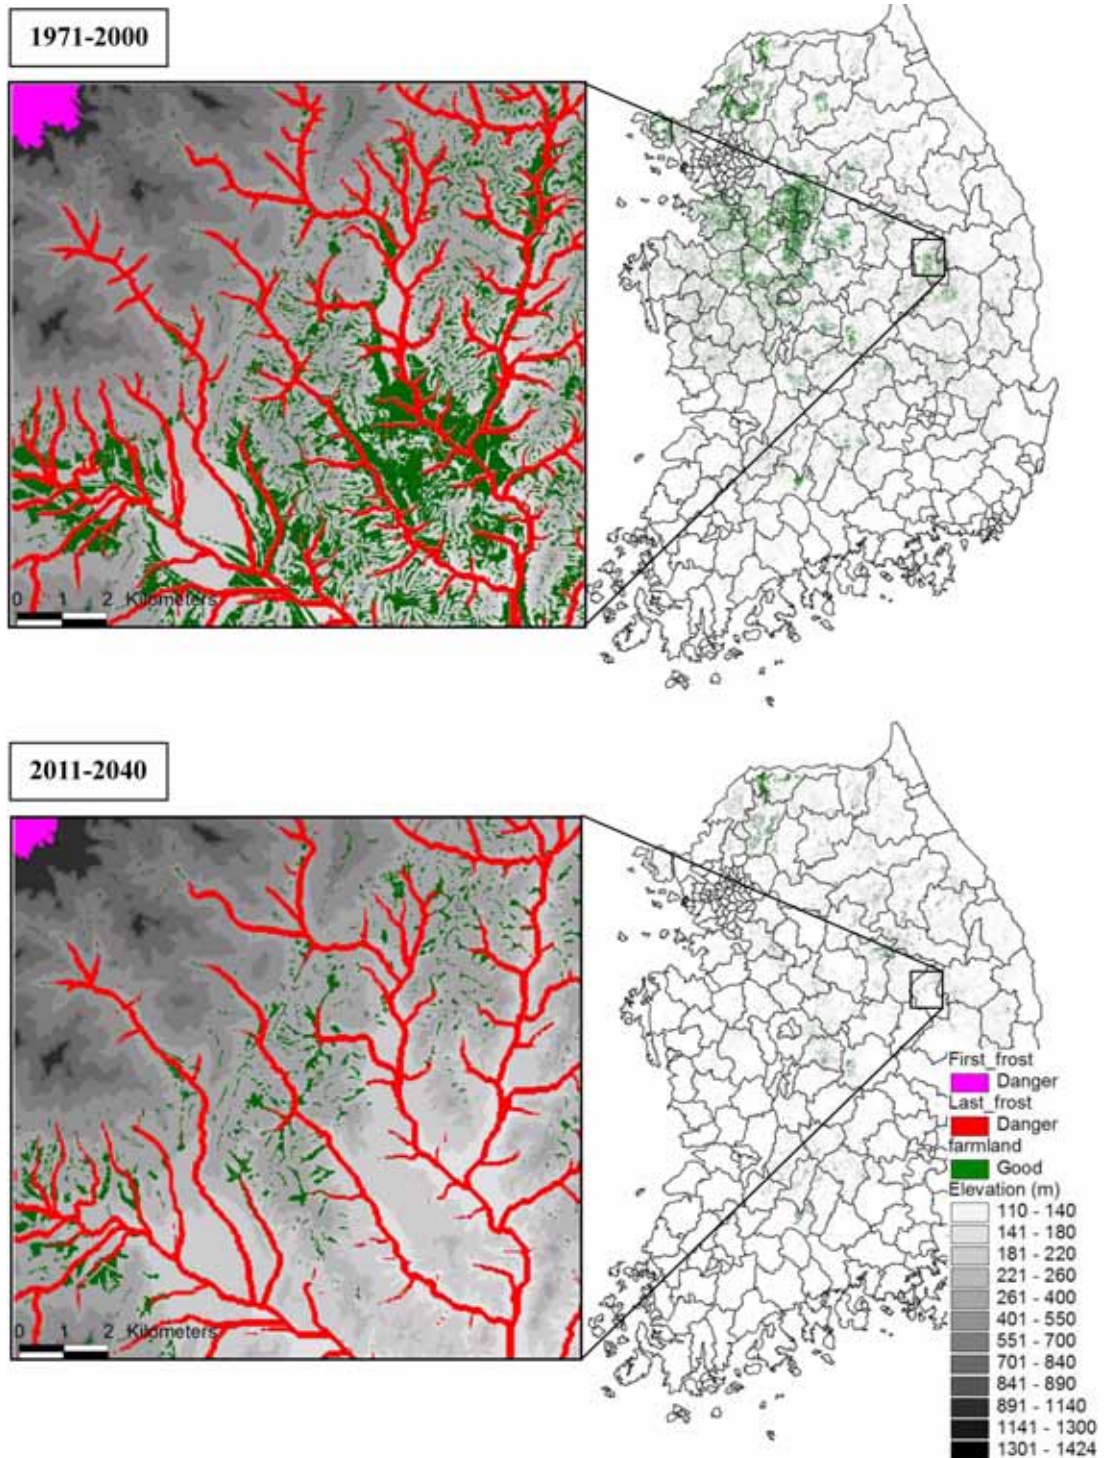 1971-2000
0 1 2 Kilometers
2011-2040
0 1 2 Kilometers
First_frost
Danger
Last_frost
Danger
farmland
Good
Elevation (m)
110 - 140
141 - 180
181 - 220
221 - 260
261 - 400
401 - 550
551 - 700
701 - 840
841 - 890
891 - 1140
1141 - 1300
1301 - 1424